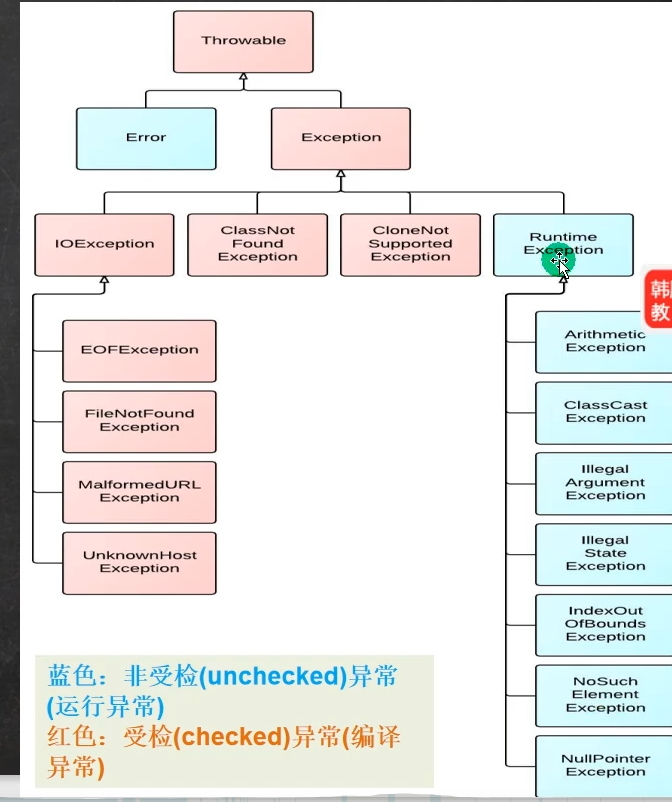 Throwable
Error
Exception
IOException
ClassNot
Found
Exception
CloneNot
Supported
Exception
Runtime
Exception
EOFException
FileNotFound
Exception
MalformedURL
Exception
UnknownHost
Exception
Arithmetic
Exception
ClassCast
Exception
Illegal
Argument
Exception
Illegal
State
Exception
IndexOut
OfBounds
Exception
NoSuch
Element
Exception
NullPointer
Exception
教
蓝色：非受检(unchecked)异常
(运行异常)
红色：受检(checked)异常(编译
异常)